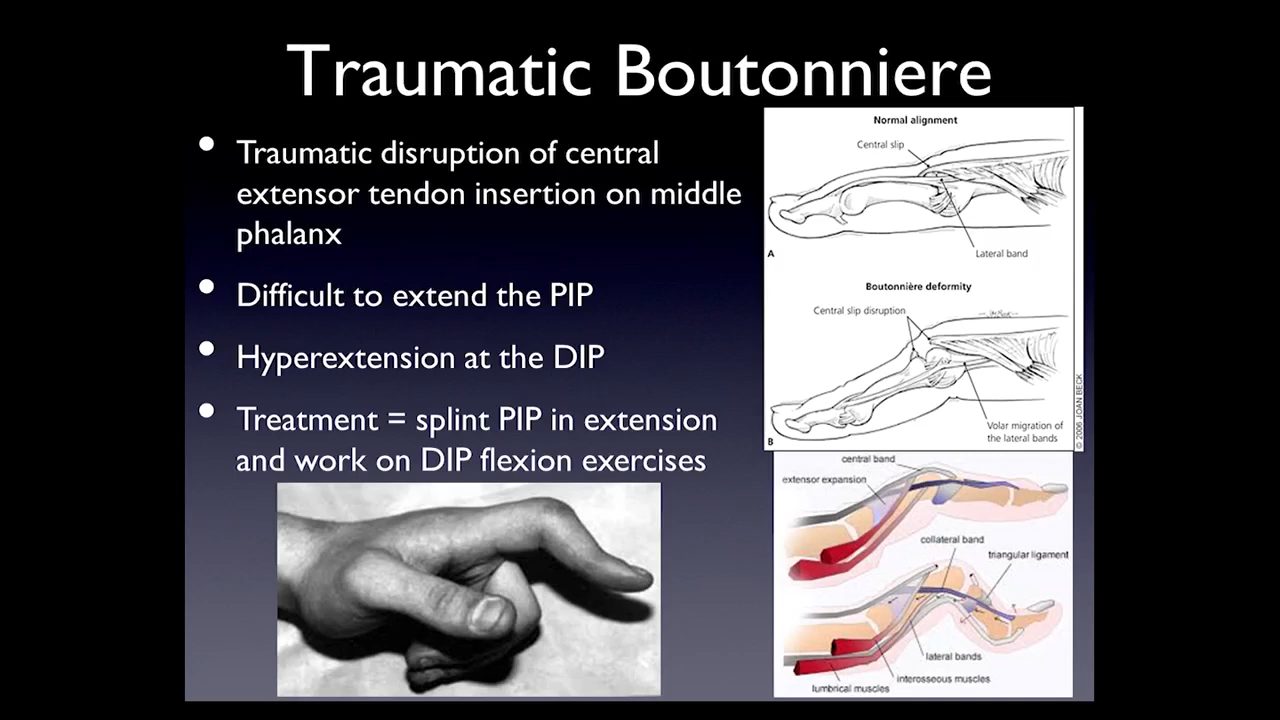 Traumatic Boutonniere
• Traumatic disruption of central
extensor tendon insertion on middle
phalanx
• Difficult to extend the PIP
• Hyperextension at the DIP
• Treatment = splint PIP in extension
and work on DIP flexion exercises
Normal alignment
Central slip
Lateral band
A
Boutonnière deformity
Central slip disruption
Volar migration of
the lateral bands
B
© 2006 JOAN BECK
central band
extensor expansion
collateral band
triangular ligament
lateral bands
interosseous muscles
lumbrical muscles